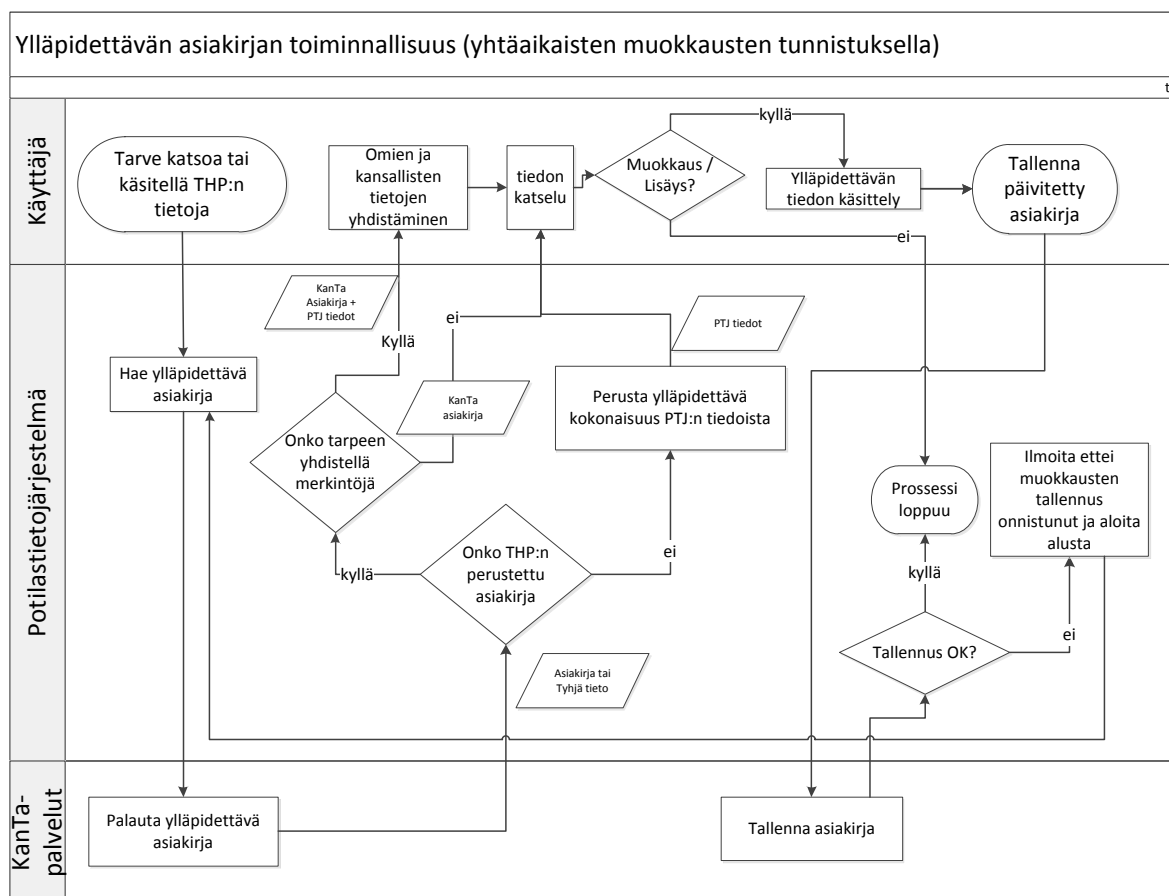 Ylläpidettävän asiakirjan toiminnallisuus (yhtäaikaisten muokkausten tunnistuksella)
t
Käyttäjä
Tarve katsoa tai
käsitellä THP:n
tietoja
Omien ja
kansallisten
tietojen
yhdistäminen
tiedon
katselu
Muokkaus /
Lisäys?
kyllä
ei
Ylläpidettävän
tiedon käsittely
Tallenna
päivitetty
asiakirja
Potilastietojärjestelmä
Hae ylläpidettävä
asiakirja
KanTa
Asiakirja +
PTJ tiedot
Kyllä
ei
KanTa
asiakirja
Onko tarpeen
yhdistellä
merkintöjä
PTJ tiedot
Perusta ylläpidettävä
kokonaisuus PTJ:n tiedoista
kyllä
Onko THP:n
perustettu
asiakirja
ei
Asiakirja tai
Tyhjä tieto
Prossessi
loppuu
Ilmoita ettei
muokkausten
tallennus
onnistunut ja aloita
alusta
kyllä
Tallennus OK?
ei
KanTa-
palvelut
Palauta ylläpidettävä
asiakirja
Tallenna asiakirja